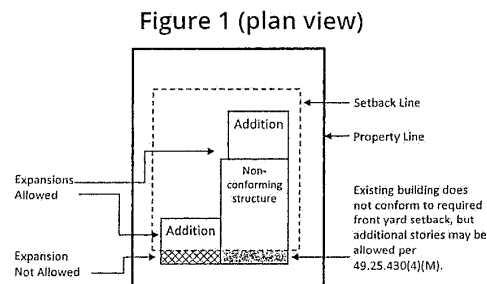 Figure 1 (plan view)
Setback Line
Addition
Property Line
Non-
conforming
structure
Expansions
Allowed
Addition
Existing building does
not conform to required
front yard setback, but
additional stories may be
allowed per
49.25.430(4)(M).
Expansion
Not Allowed